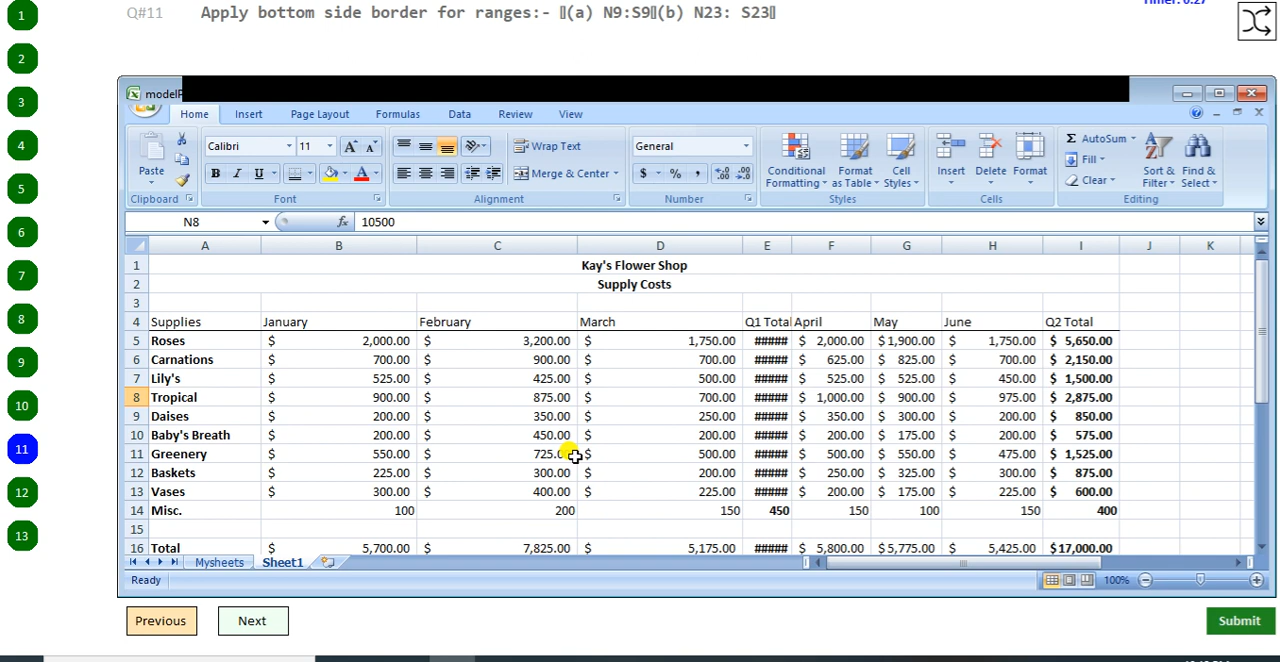 1
Q#11 Apply bottom side border for ranges:- (a) N9:S9(b) N23: S23
2
3
4
5
6
7
8
9
10
11
12
13
modelP
Home Insert Page Layout Formulas Data Review View
Paste
Clipboard
Calibri 11
B I U
Font
Wrap Text
Merge & Center
Alignment
General
$ % ,
Number
Conditional Formatting
Format as Table
Cell Styles
Styles
Insert Delete Format
Cells
Σ AutoSum
Fill
Clear
Sort & Filter
Find & Select
Editing
N8 fx 10500
A B C D E F G H I J K
1 Kay's Flower Shop
2 Supply Costs
3
4 Supplies January February March Q1 Total April May June Q2 Total
5 Roses $ 2,000.00 $ 3,200.00 $ 1,750.00 ##### $ 2,000.00 $ 1,900.00 $ 1,750.00 $ 5,650.00
6 Carnations $ 700.00 $ 900.00 $ 700.00 ##### $ 625.00 $ 825.00 $ 700.00 $ 2,150.00
7 Lily's $ 525.00 $ 425.00 $ 500.00 ##### $ 525.00 $ 525.00 $ 450.00 $ 1,500.00
8 Tropical $ 900.00 $ 875.00 $ 700.00 ##### $ 1,000.00 $ 900.00 $ 975.00 $ 2,875.00
9 Daises $ 200.00 $ 350.00 $ 250.00 ##### $ 350.00 $ 300.00 $ 200.00 $ 850.00
10 Baby's Breath $ 200.00 $ 450.00 $ 200.00 ##### $ 200.00 $ 175.00 $ 200.00 $ 575.00
11 Greenery $ 550.00 $ 725. $ 500.00 ##### $ 500.00 $ 550.00 $ 475.00 $ 1,525.00
12 Baskets $ 225.00 $ 300.00 $ 200.00 ##### $ 250.00 $ 325.00 $ 300.00 $ 875.00
13 Vases $ 300.00 $ 400.00 $ 225.00 ##### $ 200.00 $ 175.00 $ 225.00 $ 600.00
14 Misc. 100 200 150 450 150 100 150 400
15
16 Total $ 5,700.00 $ 7,825.00 $ 5,175.00 ##### $ 5,800.00 $ 5,775.00 $ 5,425.00 $ 17,000.00
Mysheets Sheet1
Ready 100%
Previous Next Submit